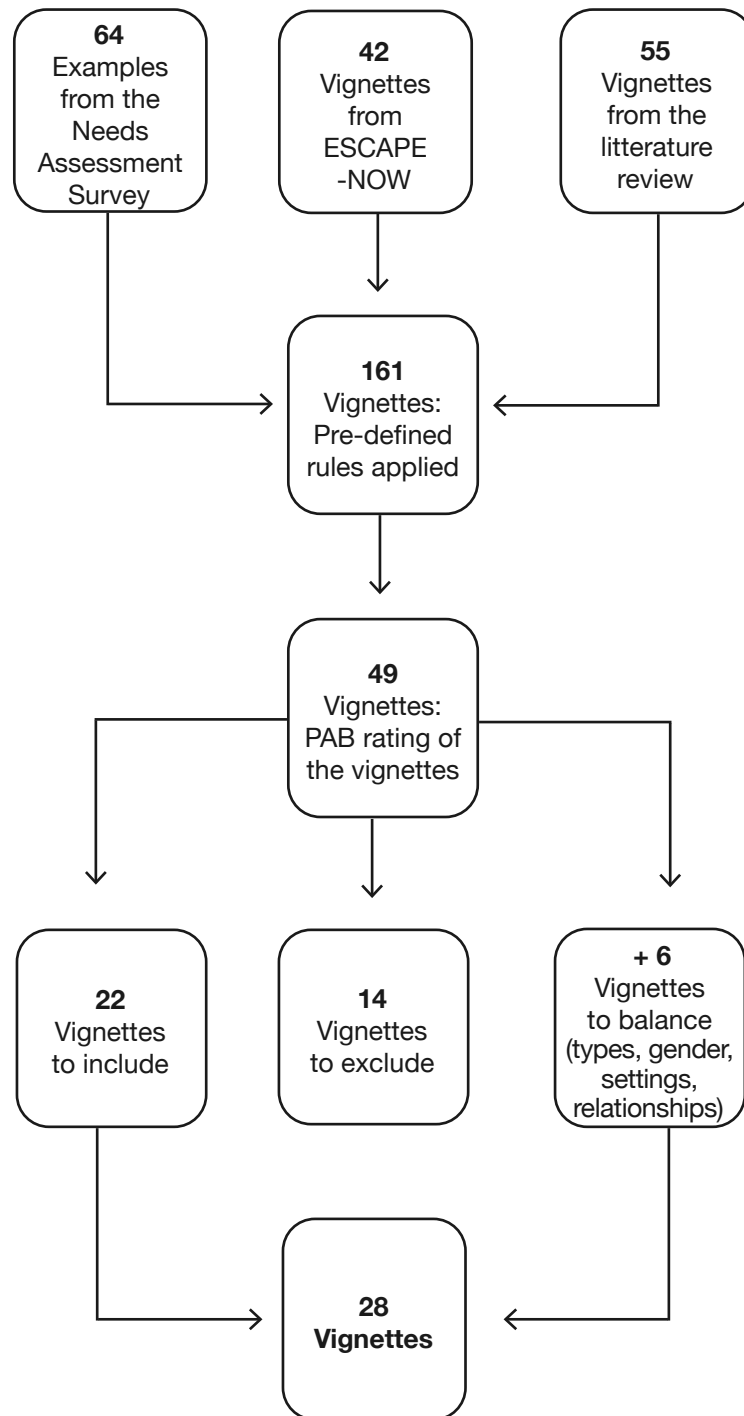 64
Examples
from the
Needs
Assessment
Survey
42
Vignettes
from
ESCAPE
-NOW
55
Vignettes
from the
litterature
review
161
Vignettes:
Pre-defined
rules applied
49
Vignettes:
PAB rating of
the vignettes
22
Vignettes
to include
14
Vignettes
to exclude
+ 6
Vignettes
to balance
(types, gender,
settings,
relationships)
28
Vignettes